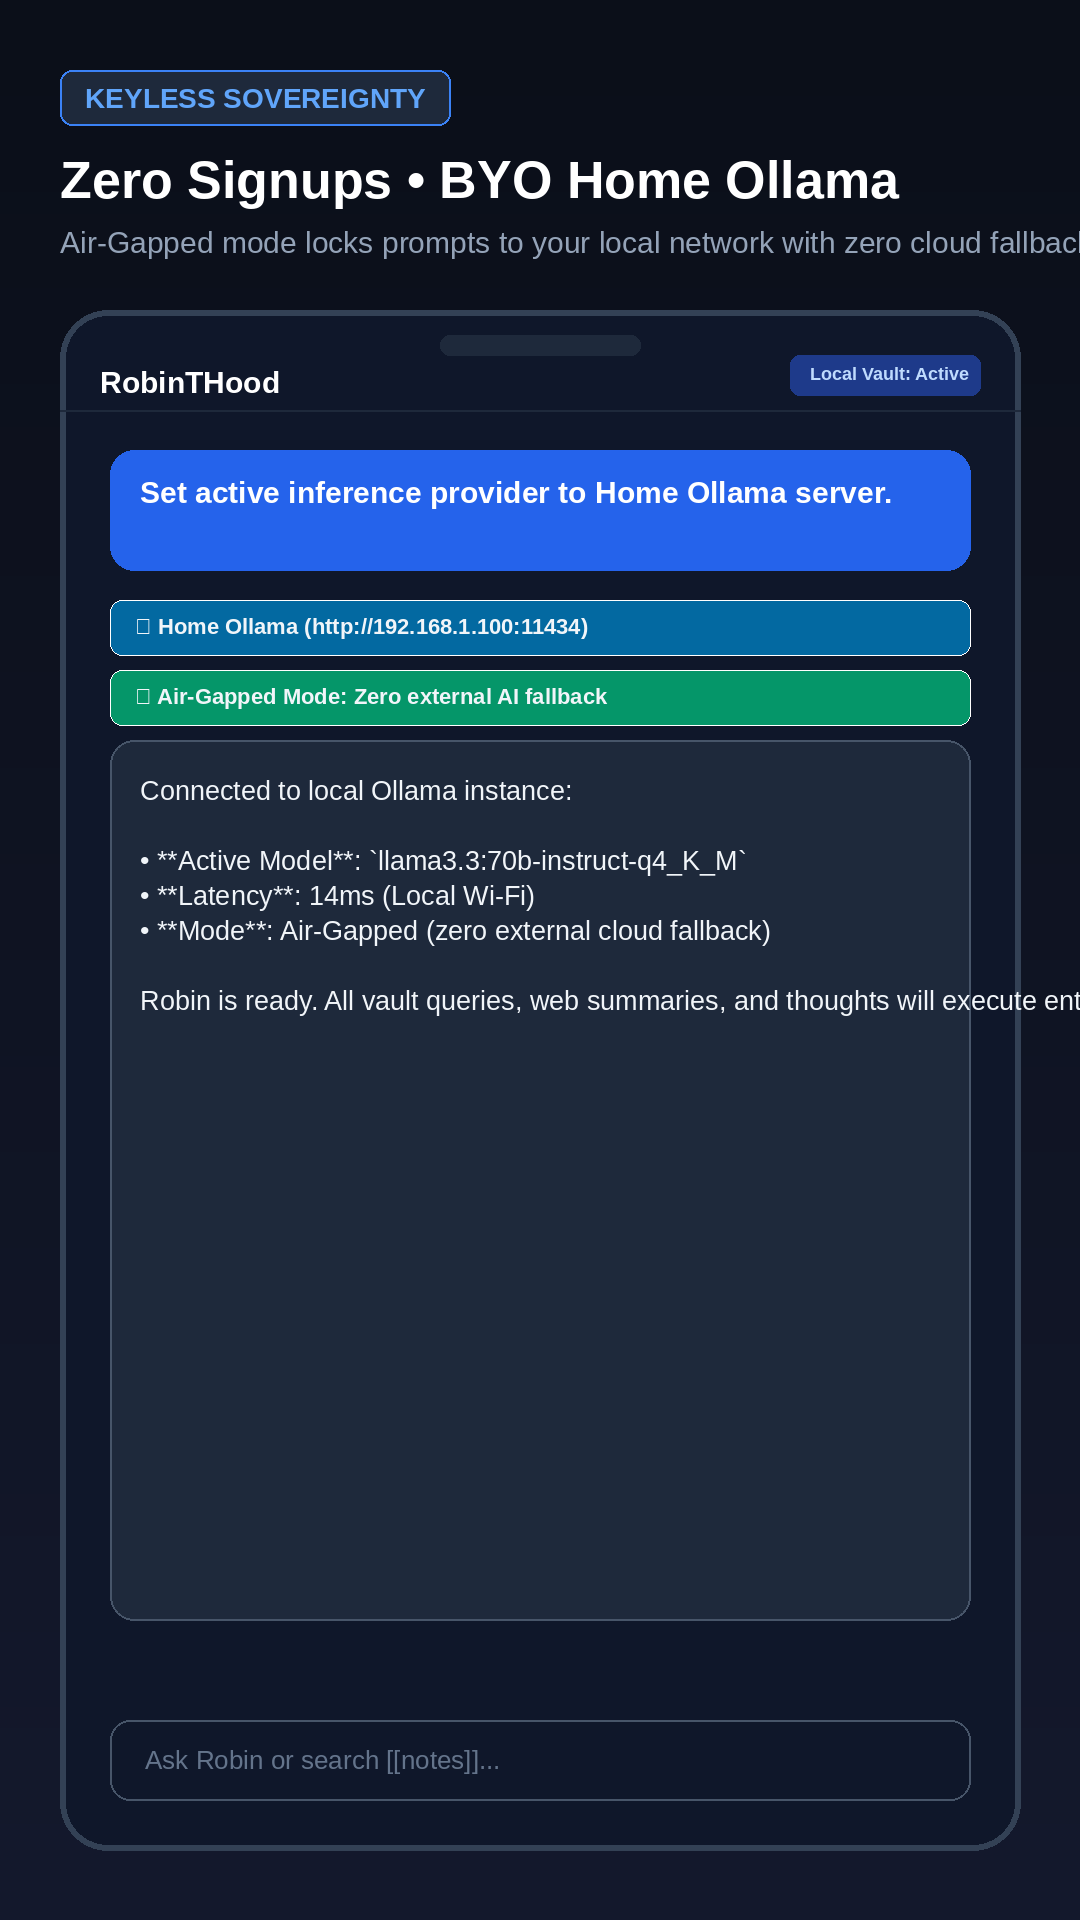 KEYLESS SOVEREIGNTY
Zero Signups • BYO Home Ollama
Air-Gapped mode locks prompts to your local network with zero cloud fallbac
RobinTHood
Local Vault: Active
Set active inference provider to Home Ollama server.
Home Ollama (http://192.168.1.100:11434)
Air-Gapped Mode: Zero external AI fallback
Connected to local Ollama instance:
• **Active Model**: `llama3.3:70b-instruct-q4_K_M`
• **Latency**: 14ms (Local Wi-Fi)
• **Mode**: Air-Gapped (zero external cloud fallback)
Robin is ready. All vault queries, web summaries, and thoughts will execute ent
Ask Robin or search [[notes]]...